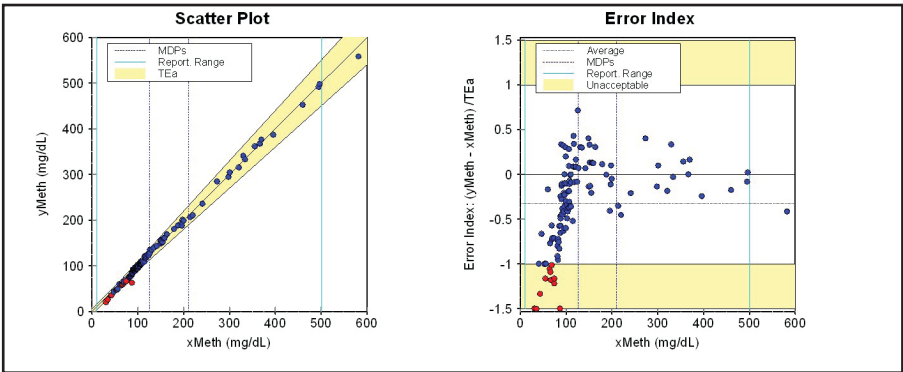 Scatter Plot
600
500
400
300
200
100
0
yMeth (mg/dL)
MDPs
Report. Range
TEa
0 100 200 300 400 500 600
xMeth (mg/dL)
Error Index
1.5
1
0.5
0
-0.5
-1
-1.5
Error Index: (yMeth - xMeth) /TEa
Average
MDPs
Report. Range
Unacceptable
0 100 200 300 400 500 600
xMeth (mg/dL)